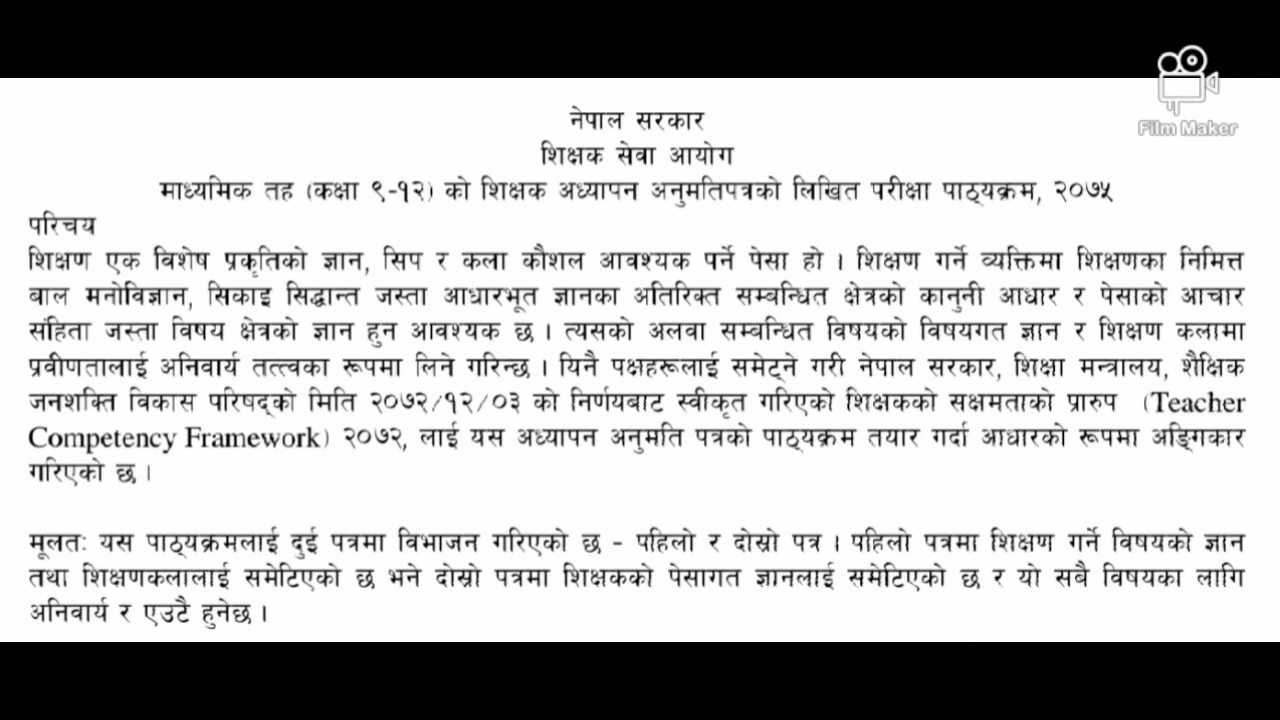 Film Maker
नेपाल सरकार
शिक्षक सेवा आयोग
माध्यमिक तह (कक्षा ९-१२) को शिक्षक अध्यापन अनुमतिपत्रको लिखित परीक्षा पाठ्यक्रम, २०७५
परिचय
शिक्षण एक विशेष प्रकृतिको ज्ञान, सिप र कला कौशल आवश्यक पर्ने पेसा हो । शिक्षण गर्ने व्यक्तिमा शिक्षणका निमित्त
बाल मनोविज्ञान, सिकाइ सिद्धान्त जस्ता आधारभूत ज्ञानका अतिरिक्त सम्बन्धित क्षेत्रको कानुनी आधार र पेसाको आचार
संहिता जस्ता विषय क्षेत्रको ज्ञान हुन आवश्यक छ । त्यसको अलवा सम्बन्धित विषयको विषयगत ज्ञान र शिक्षण कलामा
प्रवीणतालाई अनिवार्य तत्त्वका रूपमा लिने गरिन्छ । यिनै पक्षहरूलाई समेट्ने गरी नेपाल सरकार, शिक्षा मन्त्रालय, शैक्षिक
जनशक्ति विकास परिषद्को मिति २०७२/१२/०३ को निर्णयबाट स्वीकृत गरिएको शिक्षकको सक्षमताको प्रारुप (Teacher
Competency Framework) २०७२, लाई यस अध्यापन अनुमति पत्रको पाठ्यक्रम तयार गर्दा आधारको रूपमा अङ्गिकार
गरिएको छ ।
मूलतः यस पाठ्यक्रमलाई दुई पत्रमा विभाजन गरिएको छ - पहिलो र दोस्रो पत्र । पहिलो पत्रमा शिक्षण गर्ने विषयको ज्ञान
तथा शिक्षणकलालाई समेटिएको छ भने दोस्रो पत्रमा शिक्षकको पेसागत ज्ञानलाई समेटिएको छ र यो सबै विषयका लागि
अनिवार्य र एउटै हुनेछ ।